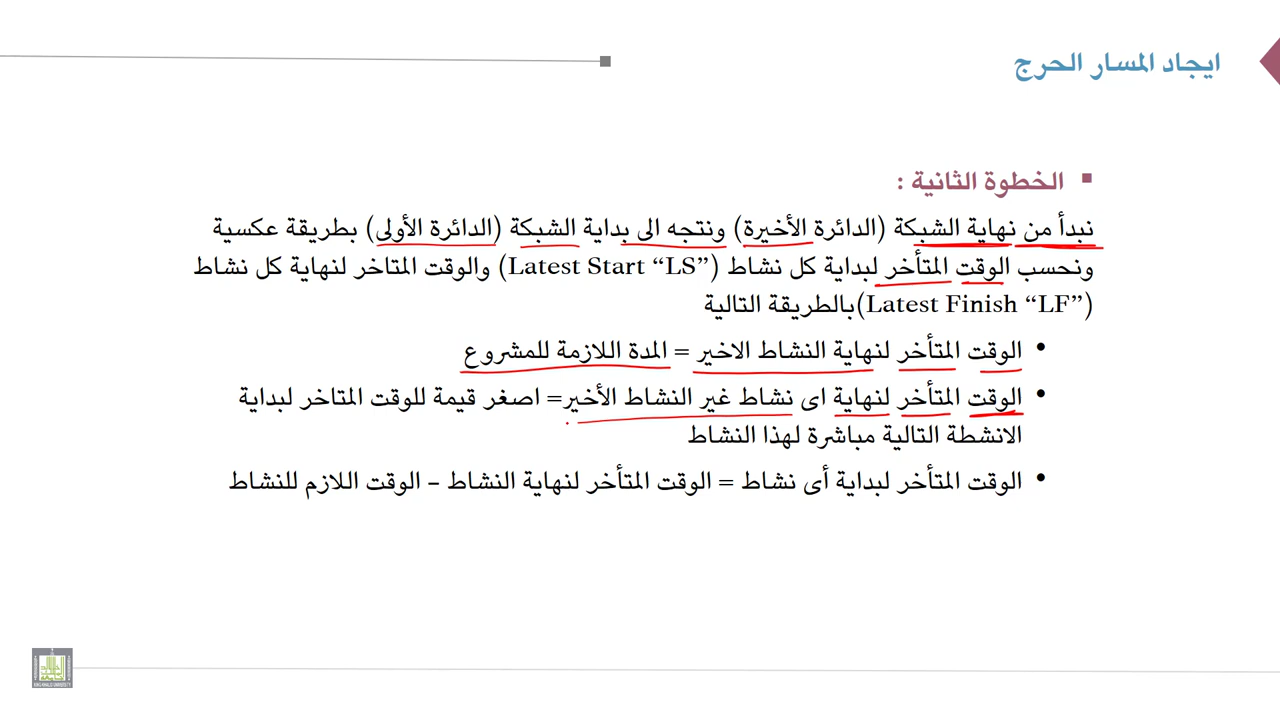 ايجاد المسار الحرج
الخطوة الثانية :
نبدأ من نهاية الشبكة (الدائرة الأخيرة) ونتجه الى بداية الشبكة (الدائرة الأولى) بطريقة عكسية
ونحسب الوقت المتأخر لبداية كل نشاط (Latest Start “LS”) والوقت المتاخر لنهاية كل نشاط
(Latest Finish “LF”)بالطريقة التالية
• الوقت المتأخر لنهاية النشاط الاخير = المدة اللازمة للمشروع
• الوقت المتأخر لنهاية اى نشاط غير النشاط الأخير= اصغر قيمة للوقت المتاخر لبداية
الانشطة التالية مباشرة لهذا النشاط
• الوقت المتأخر لبداية أى نشاط = الوقت المتأخر لنهاية النشاط – الوقت اللازم للنشاط